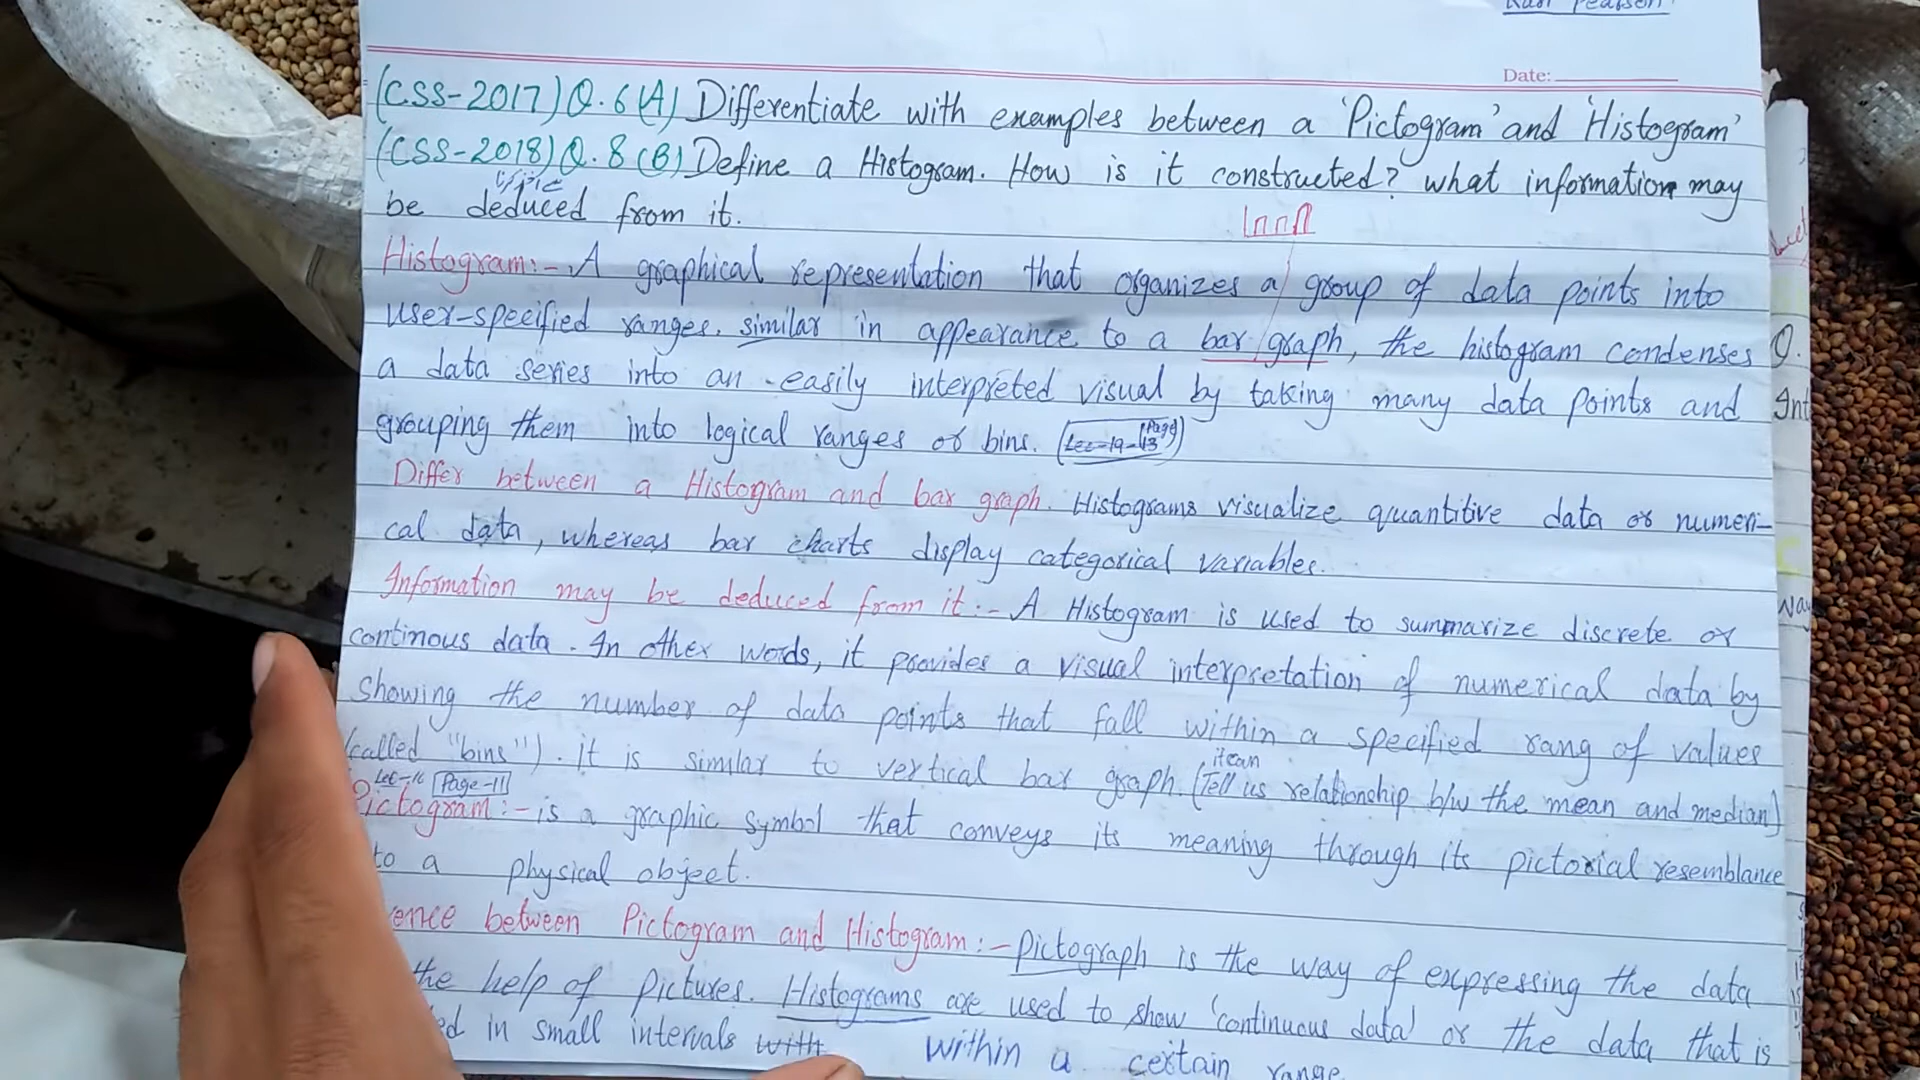 Karl Pearson
Date:
(CSS-2017) Q.6 (A) Differentiate with examples between a 'Pictogram' and 'Histogram'
(CSS-2018) Q.8 (B) Define a Histogram. How is it constructed? what information may
be deduced from it.
Histogram:- A graphical representation that organizes a group of data points into
user-specified ranges. similar in appearance to a bar graph, the histogram condenses
a data series into an easily interpreted visual by taking many data points and
grouping them into logical ranges or bins. (Lec-19-13 Page)
Differ between a Histogram and bar graph. Histograms visualize quantitive data or numeri-
cal data, whereas bar charts display categorical variables.
Information may be deduced from it:- A Histogram is used to summarize discrete or
continous data. In other words, it provides a visual interpretation of numerical data by
showing the number of data points that fall within a specified rang of values
(called "bins"). it is similar to vertical bar graph. (it can Tell us relationship b/w the mean and median)
Lec-16 Page-11
Pictogram:- is a graphic symbol that conveys its meaning through its pictorial resemblance
to a physical object.
ence between Pictogram and Histogram:- Pictograph is the way of expressing the data
the help of Pictures. Histograms are used to show 'continuous data' or the data that is
ed in small intervals with within a certain range
Q.
Int
way